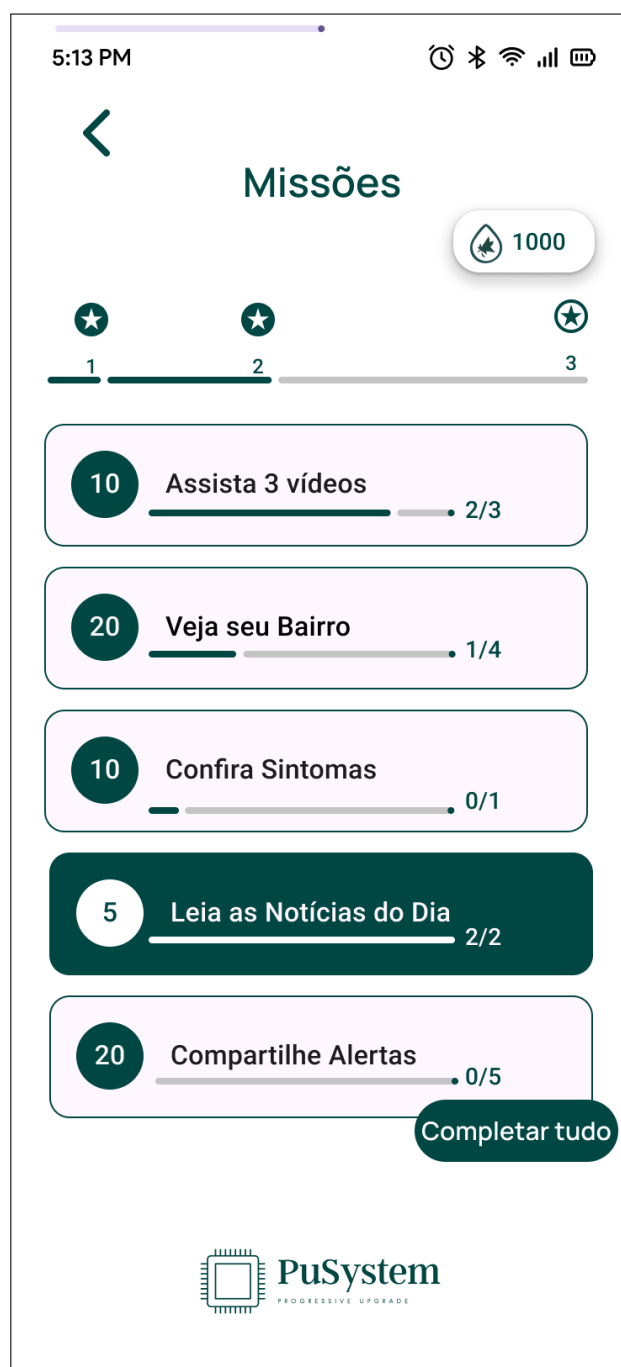 5:13 PM
Missões
1000
1 2 3
10 Assista 3 vídeos
2/3
20 Veja seu Bairro
1/4
10 Confira Sintomas
0/1
5 Leia as Notícias do Dia
2/2
20 Compartilhe Alertas
0/5
Completar tudo
PuSystem
PROGRESSIVE UPGRADE